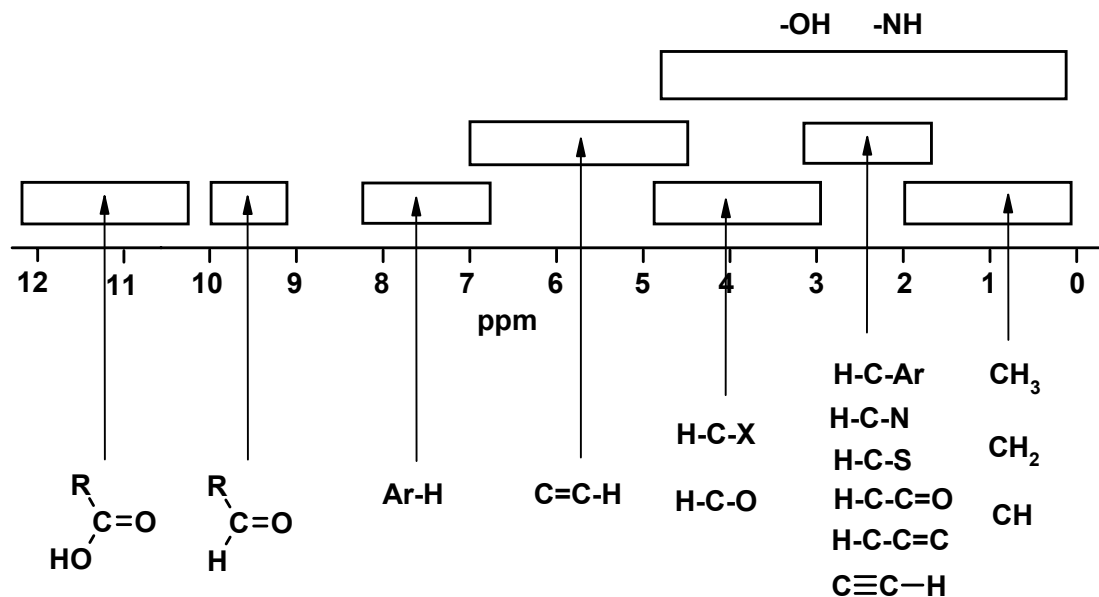 -OH -NH
12 11 10 9 8 7 6 5 4 3 2 1 0
ppm
H-C-Ar
CH₃
H-C-N
H-C-X
CH₂
H-C-S
R
R
Ar-H
C=C-H
H-C-O
H-C-C=O
C=O
C=O
CH
H-C-C=C
HO
H
C≡C-H